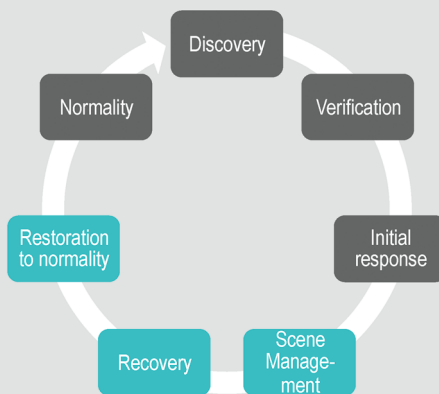 Discovery
Verification
Initial
response
Scene
Manage-
ment
Recovery
Restoration
to normality
Normality